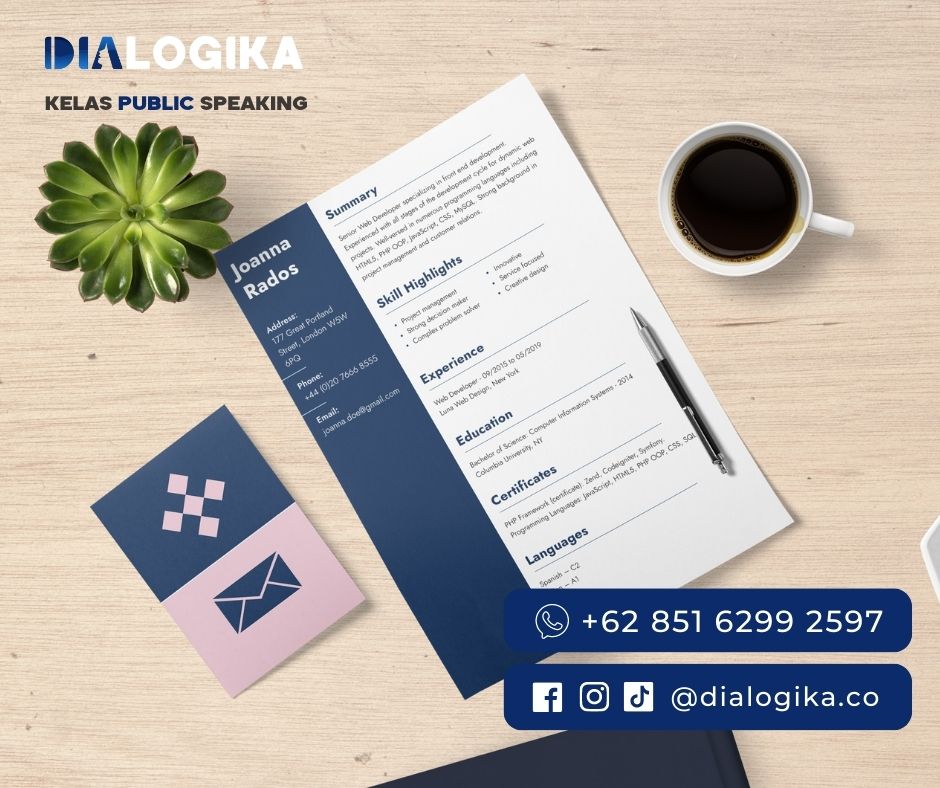 DIALOGIKA
KELAS PUBLIC SPEAKING
Joanna
Rados
Address:
177 Great Portland
Street, London W5W
6PQ
Phone:
+44 (0)20 7666 8555
Email:
joanna.doe@gmail.com
Summary
Senior Web Developer specializing in front end development.
Experienced with all stages of the development cycle for dynamic web
projects. Well-versed in numerous programming languages including
HTML5, PHP OOP, JavaScript, CSS, MySQL. Strong background in
project management and customer relations.
Skill Highlights
• Project management
• Strong decision maker
• Complex problem solver
• Innovative
• Service focused
• Creative design
Experience
Web Developer - 09/2015 to 05/2019
Luna Web Design, New York
Education
Bachelor of Science: Computer Information Systems - 2014
Columbia University, NY
Certificates
PHP Framework (certificate): Zend, Codeigniter, Symfony.
Programming Languages: JavaScript, HTML5, PHP OOP, CSS, SQL
Languages
Spanish – C2
– A1
+62 851 6299 2597
@dialogika.co